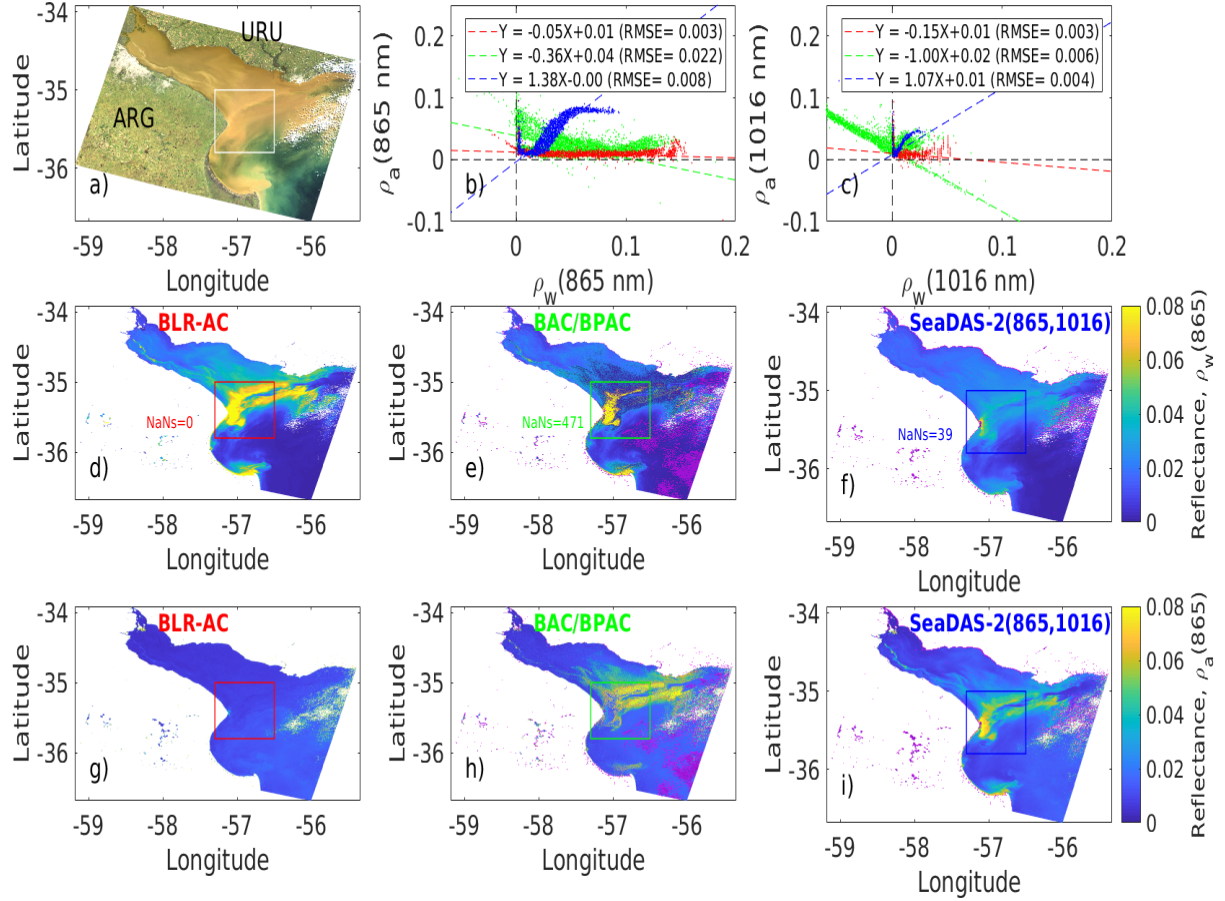 -34
-35
-36
Latitude
URU
ARG
a)
-59 -58 -57 -56
Longitude
0.2
0.1
0
-0.1
ρa(865 nm)
Y = -0.05X+0.01 (RMSE= 0.003)
Y = -0.36X+0.04 (RMSE= 0.022)
Y = 1.38X-0.00 (RMSE= 0.008)
b)
0 0.1 0.2
ρw(865 nm)
0.2
0.1
0
-0.1
ρa(1016 nm)
Y = -0.15X+0.01 (RMSE= 0.003)
Y = -1.00X+0.02 (RMSE= 0.006)
Y = 1.07X+0.01 (RMSE= 0.004)
c)
0 0.1 0.2
ρw(1016 nm)
-34
-35
-36
Latitude
BLR-AC
NaNs=0
d)
-59 -58 -57 -56
Longitude
-34
-35
-36
Latitude
BAC/BPAC
NaNs=471
e)
-59 -58 -57 -56
Longitude
-34
-35
-36
Latitude
SeaDAS-2(865,1016)
NaNs=39
f)
-59 -58 -57 -56
Longitude
0.08
0.06
0.04
0.02
0
Reflectance, ρw(865)
-34
-35
-36
Latitude
BLR-AC
g)
-59 -58 -57 -56
Longitude
-34
-35
-36
Latitude
BAC/BPAC
h)
-59 -58 -57 -56
Longitude
-34
-35
-36
Latitude
SeaDAS-2(865,1016)
i)
-59 -58 -57 -56
Longitude
0.08
0.06
0.04
0.02
0
Reflectance, ρa(865)